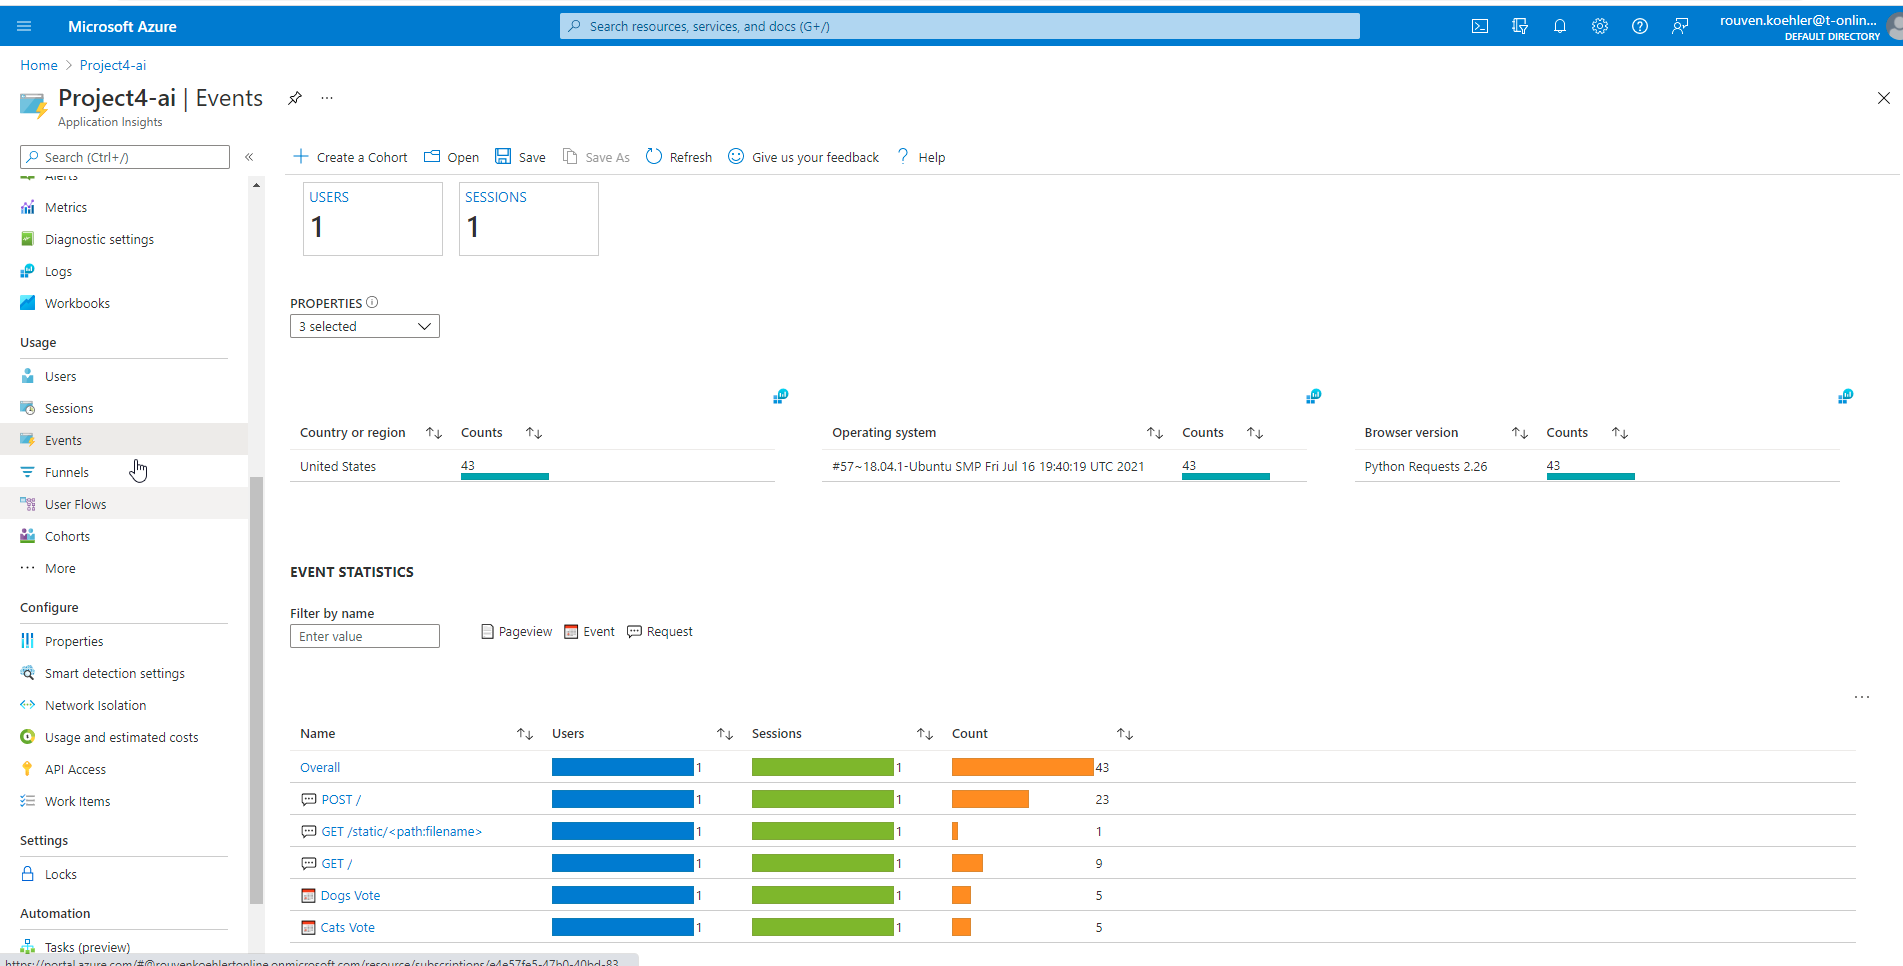 Microsoft Azure
Search resources, services, and docs (G+/)
rouven.koehler@t-onlin...
DEFAULT DIRECTORY
Home > Project4-ai
Project4-ai | Events
Application Insights
Search (Ctrl+/)
«
Create a Cohort
Open
Save
Save As
Refresh
Give us your feedback
? Help
Alerts
Metrics
Diagnostic settings
Logs
Workbooks
Usage
Users
Sessions
Events
Funnels
User Flows
Cohorts
More
Configure
Properties
Smart detection settings
Network Isolation
Usage and estimated costs
API Access
Work Items
Settings
Locks
Automation
Tasks (preview)
USERS
1
SESSIONS
1
PROPERTIES
3 selected
Country or region Counts
United States 43
Operating system Counts
#57~18.04.1-Ubuntu SMP Fri Jul 16 19:40:19 UTC 2021 43
Browser version Counts
Python Requests 2.26 43
EVENT STATISTICS
Filter by name
Enter value
Pageview Event Request
Name Users Sessions Count
Overall 1 1 43
POST / 1 1 23
GET /static/<path:filename> 1 1 1
GET / 1 1 9
Dogs Vote 1 1 5
Cats Vote 1 1 5
https://portal.azure.com/#@rouvenkoehlertonline.onmicrosoft.com/resource/subscriptions/e4e57fe5-47b0-40bd-83...